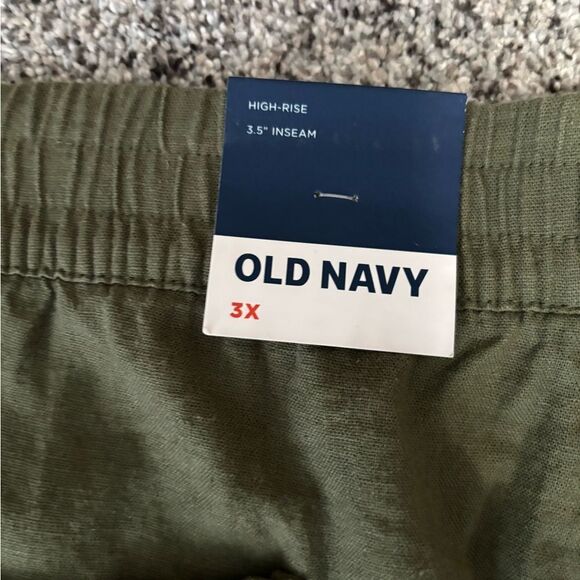 HIGH-RISE
3.5" INSEAM
OLD NAVY
3X